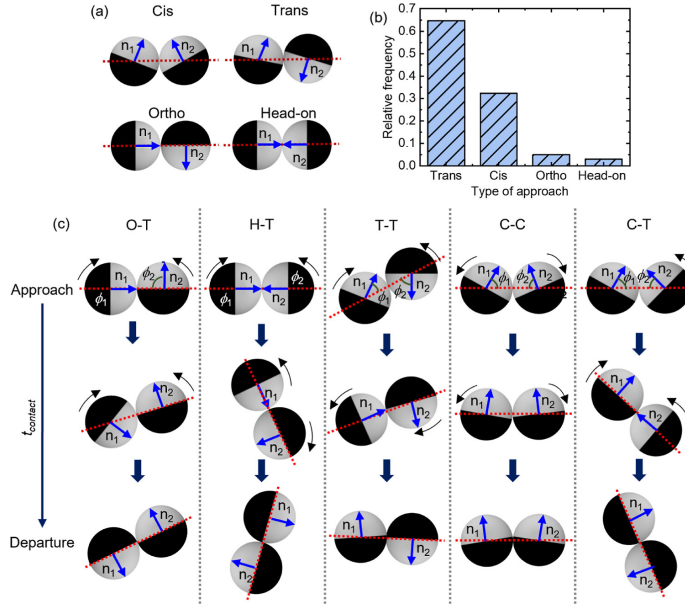 (a)
Cis
Trans
n1
n2
n1
n2
Ortho
Head-on
n1
n2
n1
n2
(b)
Relative frequency
0.7
0.6
0.5
0.4
0.3
0.2
0.1
0.0
Trans
Cis
Ortho
Head-on
Type of approach
(c)
O-T
H-T
T-T
C-C
C-T
Approach
n1
ϕ1
ϕ2
n2
n1
ϕ1
ϕ2
n2
n1
ϕ1
ϕ2
n2
n1
ϕ1
ϕ2
n2
n1
ϕ1
ϕ2
n2
tcontact
n1
n2
n1
n2
n1
n2
n1
n2
n1
n2
Departure
n1
n2
n1
n2
n1
n2
n1
n2
n1
n2